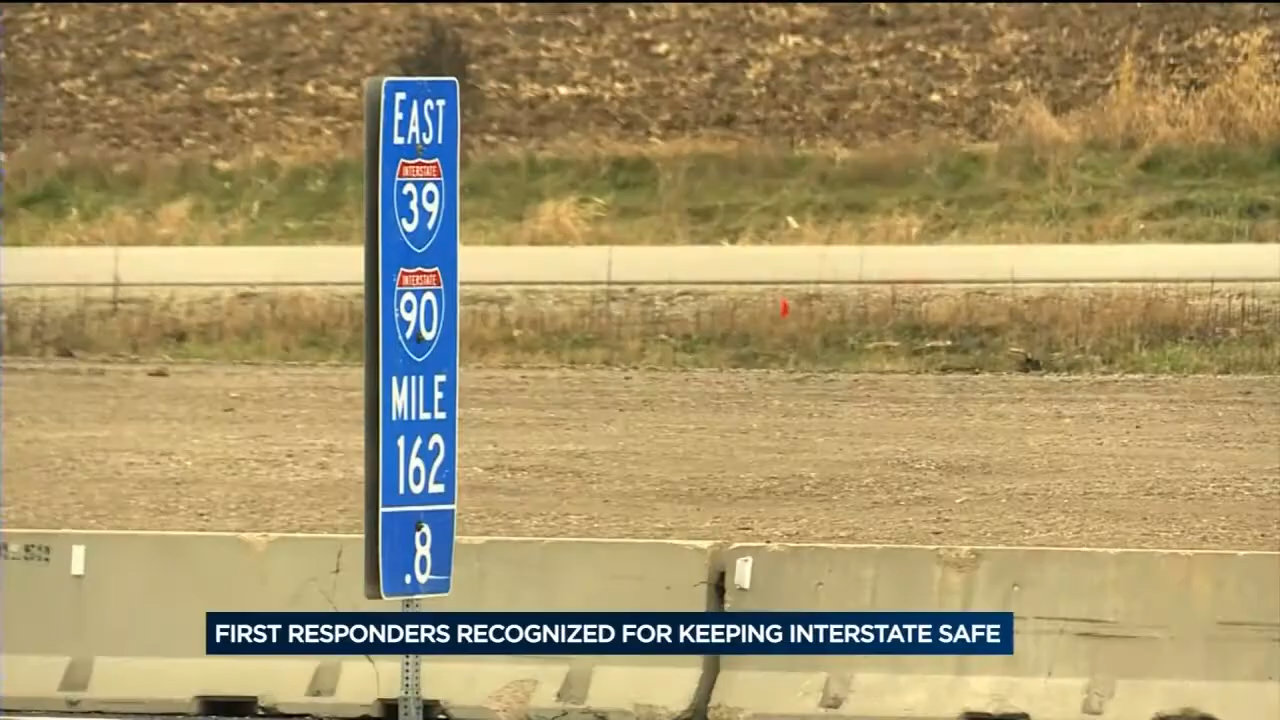 EAST
INTERSTATE
39
INTERSTATE
90
MILE
162
.8
FIRST RESPONDERS RECOGNIZED FOR KEEPING INTERSTATE SAFE